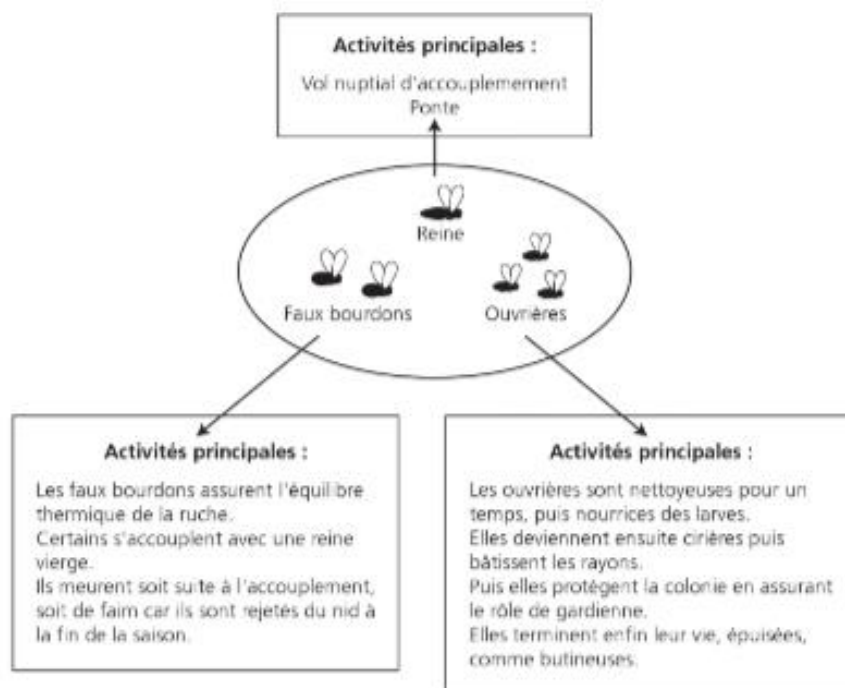 Activités principales :
Vol nuptial d'accouplemement
Ponte
Reine
Faux bourdons
Ouvrières
Activités principales :
Les faux bourdons assurent l'équilibre
thermique de la ruche.
Certains s'accouplent avec une reine
vierge.
Ils meurent soit suite à l'accouplement,
soit de faim car ils sont rejetés du nid à
la fin de la saison.
Activités principales :
Les ouvrières sont nettoyeuses pour un
temps, puis nourrices des larves.
Elles deviennent ensuite cirières puis
bâtissent les rayons.
Puis elles protégent la colonie en assurant
le rôle de gardienne.
Elles terminent enfin leur vie, épuisées,
comme butineuses.